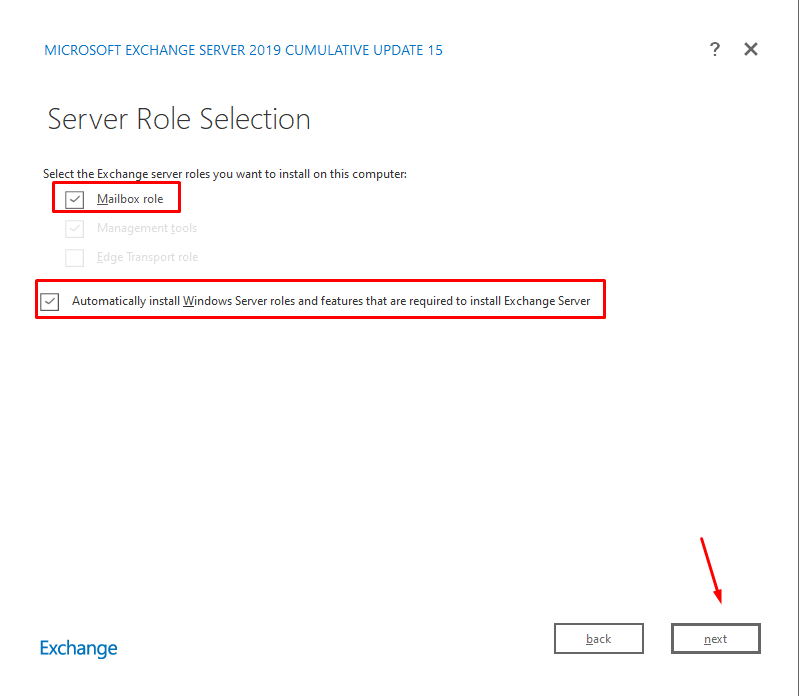 MICROSOFT EXCHANGE SERVER 2019 CUMULATIVE UPDATE 15
?
Server Role Selection
Select the Exchange server roles you want to install on this computer:
Mailbox role
Management tools
Edge Transport role
Automatically install Windows Server roles and features that are required to install Exchange Server
Exchange
back
next